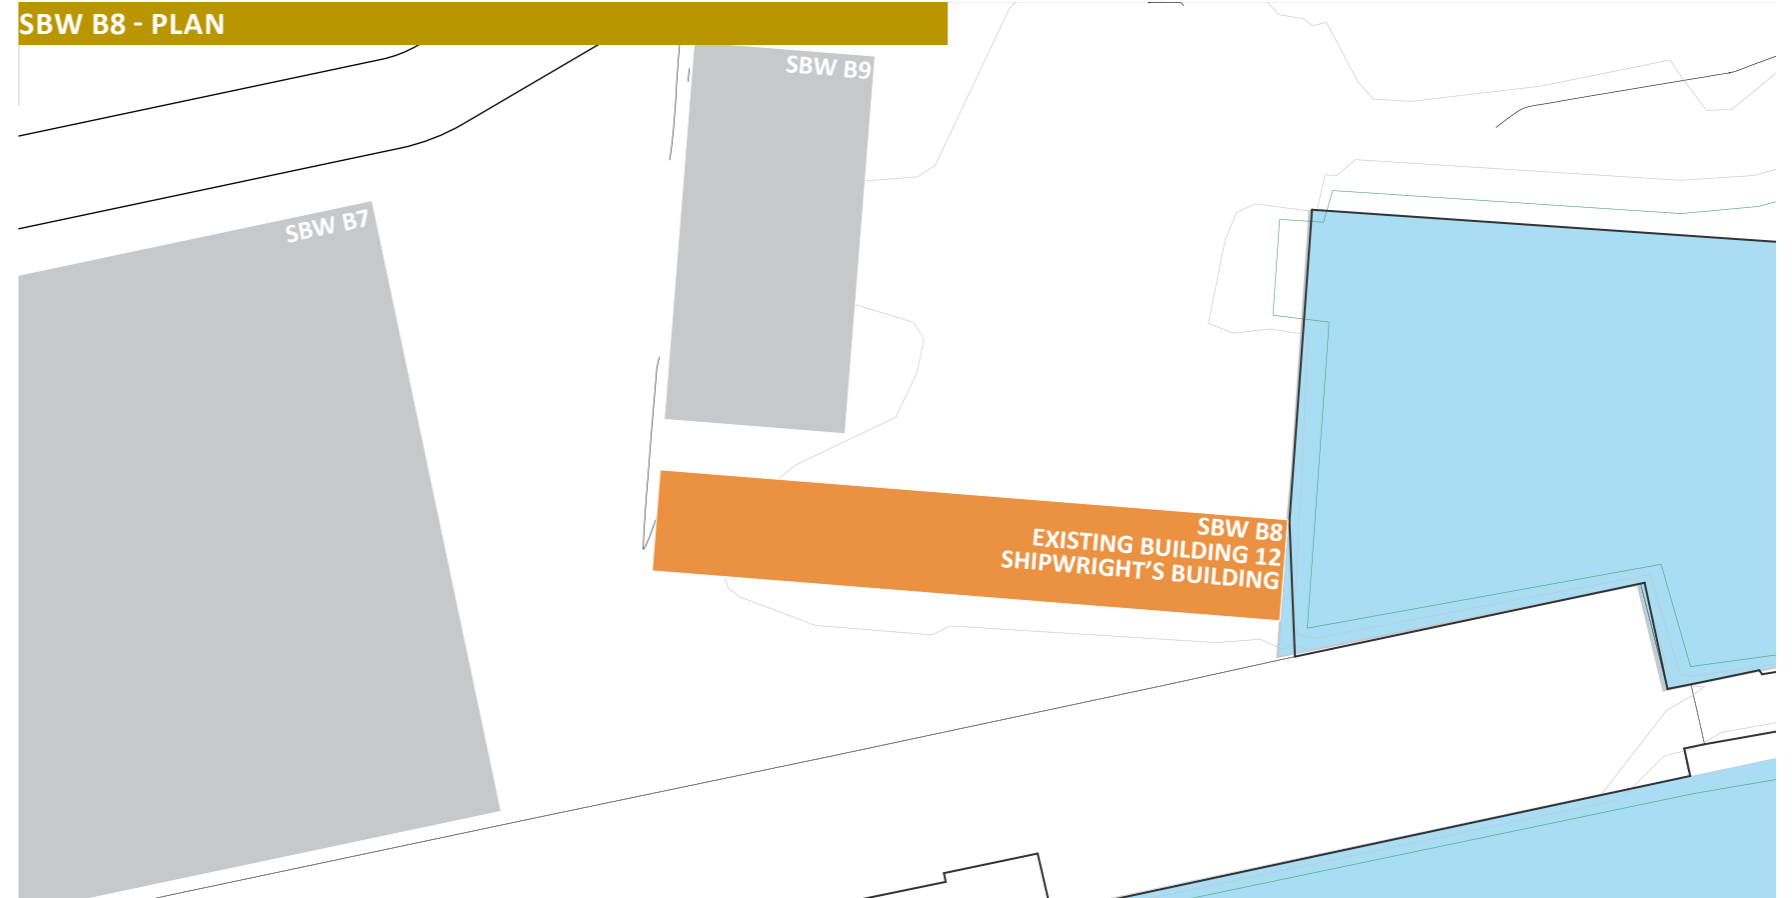 SBW B8 - PLAN
SBW B9
SBW B7
SBW B8
EXISTING BUILDING 12
SHIPWRIGHT’S BUILDING